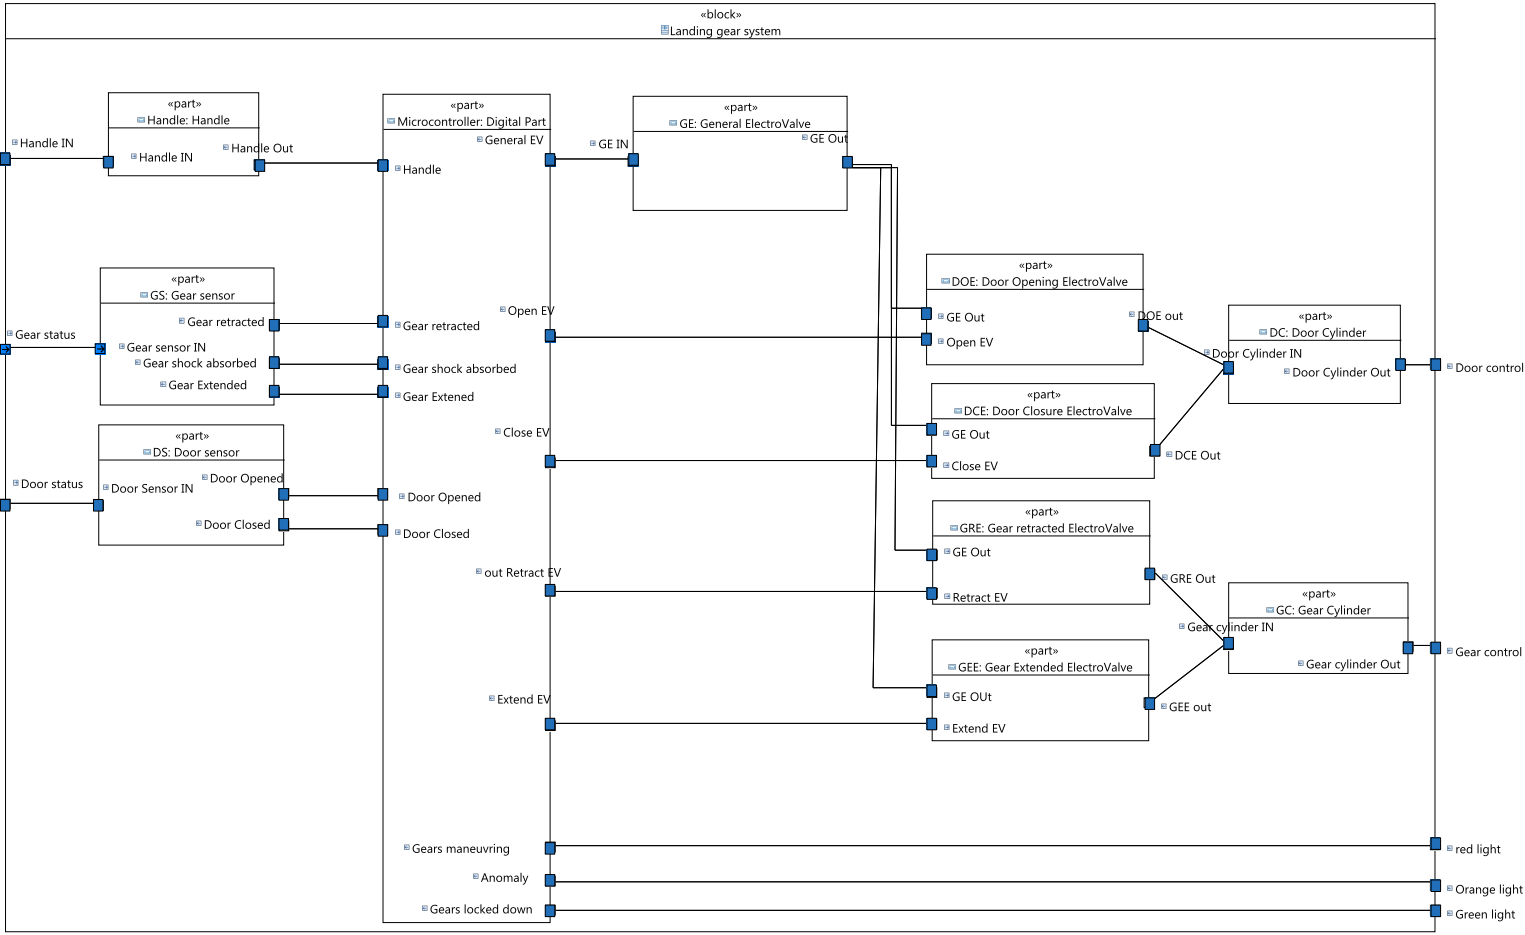 «block»
Landing gear system
Handle IN
«part»
Handle: Handle
Handle IN
Handle Out
«part»
Microcontroller: Digital Part
General EV
Handle
GE IN
«part»
GE: General ElectroValve
GE Out
Gear status
«part»
GS: Gear sensor
Gear retracted
Gear sensor IN
Gear shock absorbed
Gear Extended
Open EV
Gear retracted
Gear shock absorbed
Gear Extened
Close EV
Door status
«part»
DS: Door sensor
Door Opened
Door Sensor IN
Door Closed
Door Opened
Door Closed
out Retract EV
Extend EV
Gears maneuvring
Anomaly
Gears locked down
«part»
DOE: Door Opening ElectroValve
GE Out
Open EV
DOE out
«part»
DCE: Door Closure ElectroValve
GE Out
Close EV
DCE Out
«part»
GRE: Gear retracted ElectroValve
GE Out
Retract EV
GRE Out
«part»
GEE: Gear Extended ElectroValve
GE OUt
Extend EV
GEE out
«part»
DC: Door Cylinder
Door Cylinder IN
Door Cylinder Out
Door control
«part»
GC: Gear Cylinder
Gear cylinder IN
Gear cylinder Out
Gear control
red light
Orange light
Green light